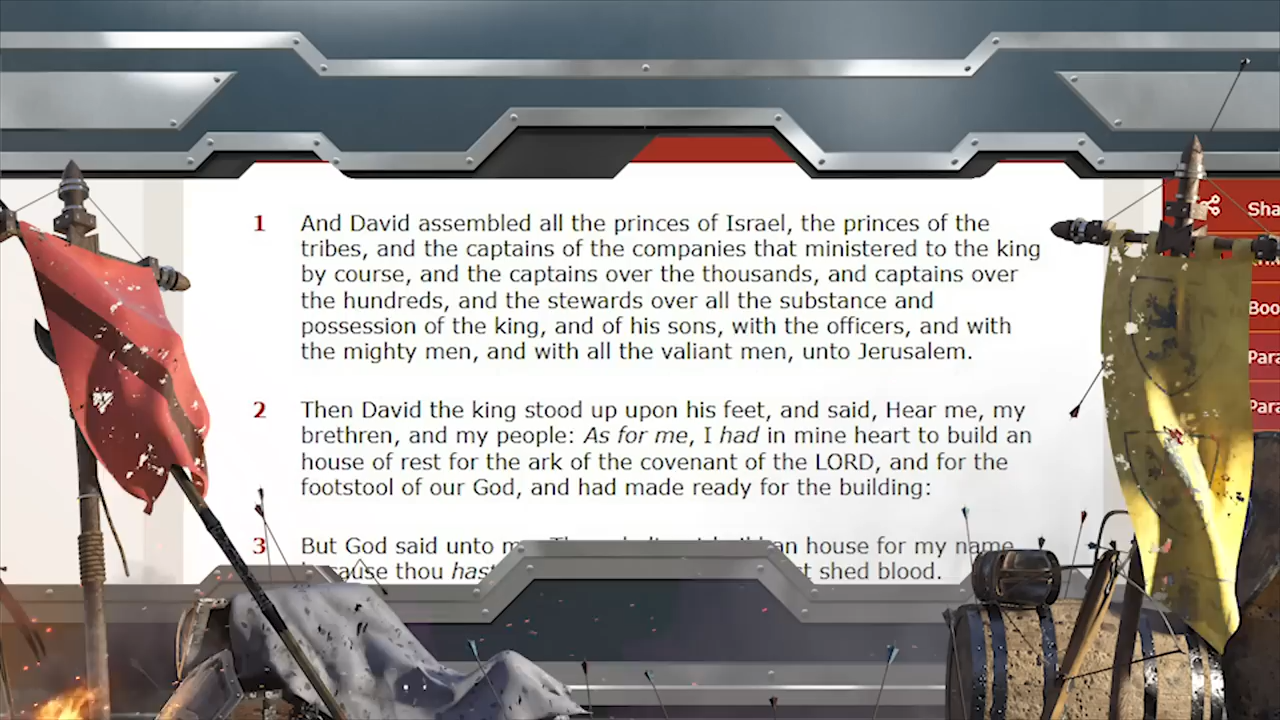 1 And David assembled all the princes of Israel, the princes of the
tribes, and the captains of the companies that ministered to the king
by course, and the captains over the thousands, and captains over
the hundreds, and the stewards over all the substance and
possession of the king, and of his sons, with the officers, and with
the mighty men, and with all the valiant men, unto Jerusalem.
2 Then David the king stood up upon his feet, and said, Hear me, my
brethren, and my people: As for me, I had in mine heart to build an
house of rest for the ark of the covenant of the LORD, and for the
footstool of our God, and had made ready for the building:
3 But God said unto an house for my name
thou hast shed blood.
Sha
Boo
Para
Para